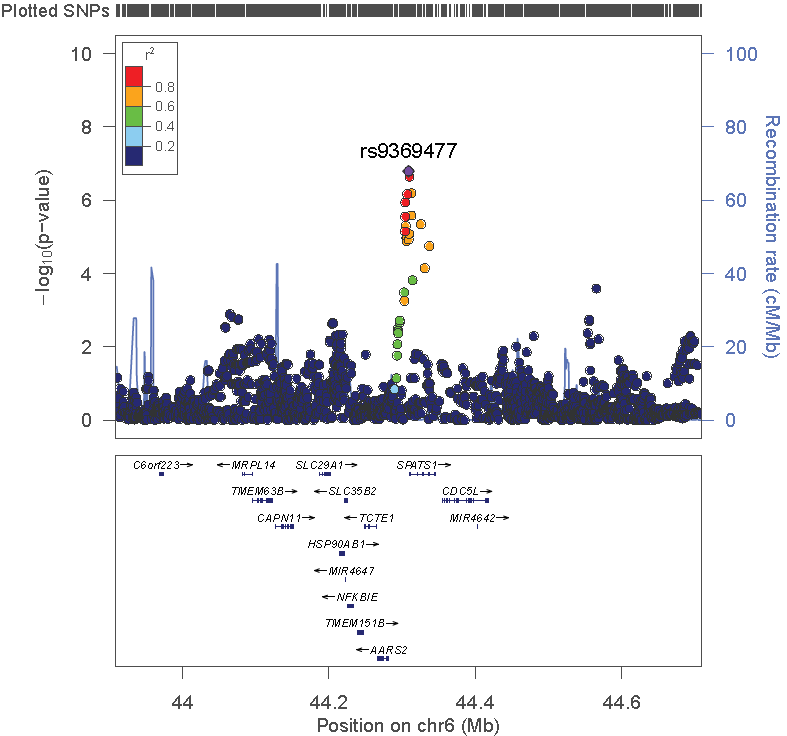 Plotted SNPs
10
8
6
4
2
0
−log10(p−value)
r2
0.8
0.6
0.4
0.2
rs9369477
100
80
60
40
20
0
Recombination rate (cM/Mb)
C6orf223→ ←MRPL14 SLC29A1→ SPATS1→
TMEM63B→ ←SLC35B2 CDC5L→
CAPN11→ ←TCTE1 MIR4642→
HSP90AB1→
←MIR4647
←NFKBIE
TMEM151B→
←AARS2
44 44.2 44.4 44.6
Position on chr6 (Mb)